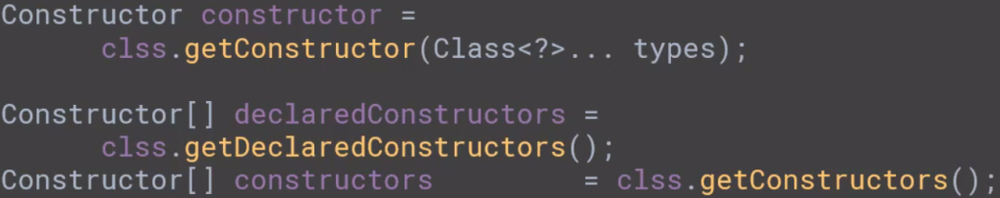 Constructor constructor =
clss.getConstructor(Class<?>... types);
Constructor[] declaredConstructors =
clss.getDeclaredConstructors();
Constructor[] constructors = clss.getConstructors();